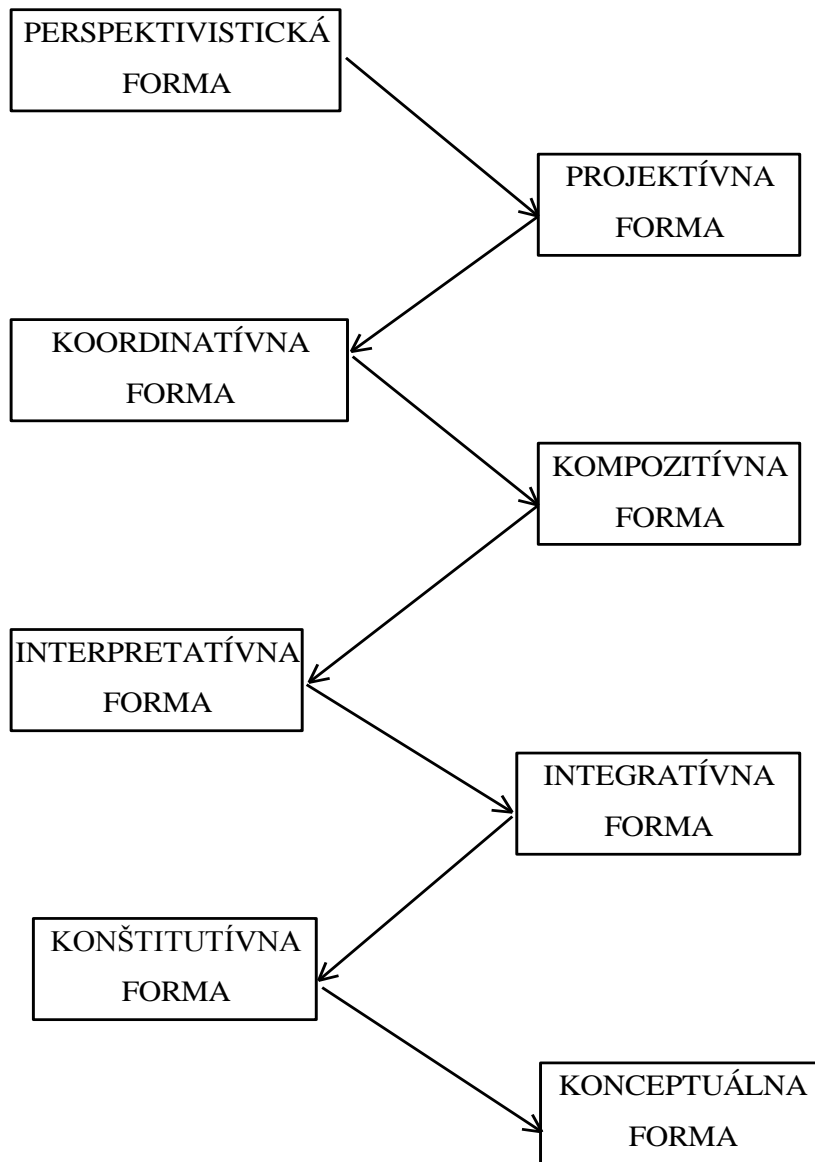 PERSPEKTIVISTICKÁ
FORMA
PROJEKTÍVNA
FORMA
KOORDINATÍVNA
FORMA
KOMPOZITÍVNA
FORMA
INTERPRETATÍVNA
FORMA
INTEGRATÍVNA
FORMA
KONŠTITUTÍVNA
FORMA
KONCEPTUÁLNA
FORMA